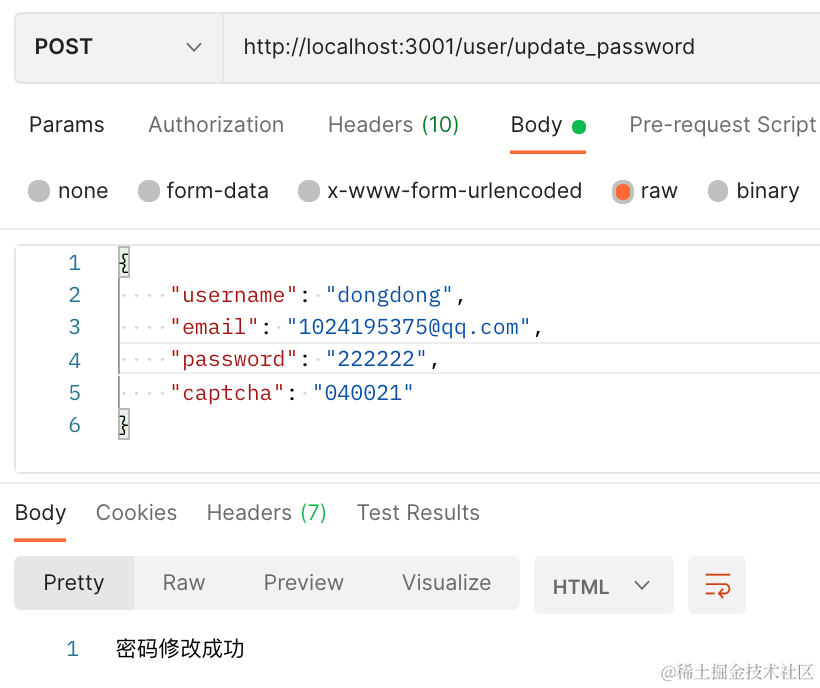 POST http://localhost:3001/user/update_password
Params Authorization Headers (10) Body Pre-request Script
none form-data x-www-form-urlencoded raw binary
1 {
2 "username": "dongdong",
3 "email": "1024195375@qq.com",
4 "password": "222222",
5 "captcha": "040021"
6 }
Body Cookies Headers (7) Test Results
Pretty Raw Preview Visualize HTML
1 密码修改成功
@稀土掘金技术社区